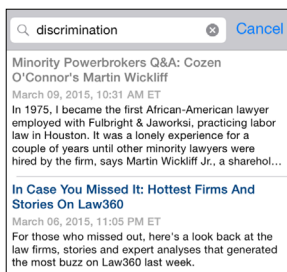 discrimination Cancel
Minority Powerbrokers Q&A: Cozen
O'Connor's Martin Wickliff
March 09, 2015, 10:31 AM ET
In 1975, I became the first African-American lawyer
employed with Fulbright & Jaworksi, practicing labor
law in Houston. It was a lonely experience for a
couple of years until other minority lawyers were
hired by the firm, says Martin Wickliff Jr., a sharehol...
In Case You Missed It: Hottest Firms And
Stories On Law360
March 06, 2015, 11:05 PM ET
For those who missed out, here's a look back at the
law firms, stories and expert analyses that generated
the most buzz on Law360 last week.